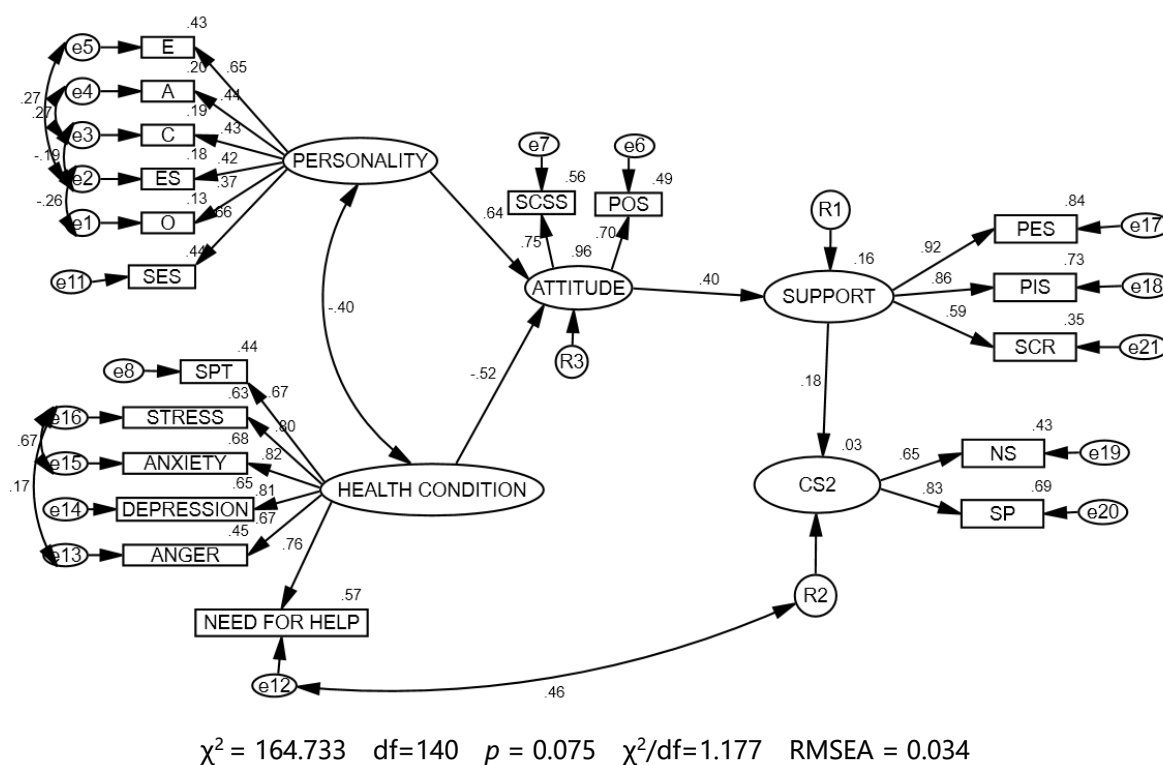 .43
e5 E
.65
.20
e4 A
.44
.27
.27
.19
e3 C
.43
-.19
.18
e2 ES
.42
PERSONALITY
.37
-.26
.13
e1 O
.66
.44
e11 SES
e7 e6
.56 .49
SCSS POS
.64
.75 .70
.96
ATTITUDE
R3
-.40
-.52
.40
R1
.16
SUPPORT
.84
PES e17
.92
.73
.86
PIS e18
.59
.35
SCR e21
.18
.03
CS2
.43
NS e19
.65
.83
.69
SP e20
R2
.44
e8 SPT
.67
.63
e16 STRESS
.80
.67
.68
e15 ANXIETY
.82
.17
.65
.81
HEALTH CONDITION
e14 DEPRESSION
.67
.45
e13 ANGER
.76
.57
NEED FOR HELP
e12
.46
χ² = 164.733 df=140 p = 0.075 χ²/df=1.177 RMSEA = 0.034